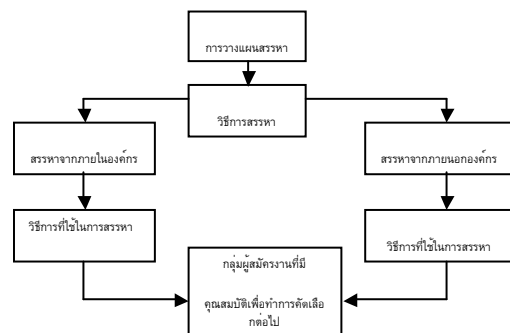 การวางแผนสรรหา
วิธีการสรรหา
สรรหาจากภายในองค์กร
สรรหาจากภายนอกองค์กร
วิธีการที่ใช้ในการสรรหา
วิธีการที่ใช้ในการสรรหา
กลุ่มผู้สมัครงานที่มี
คุณสมบัติเพื่อทำการคัดเลือ
กต่อไป